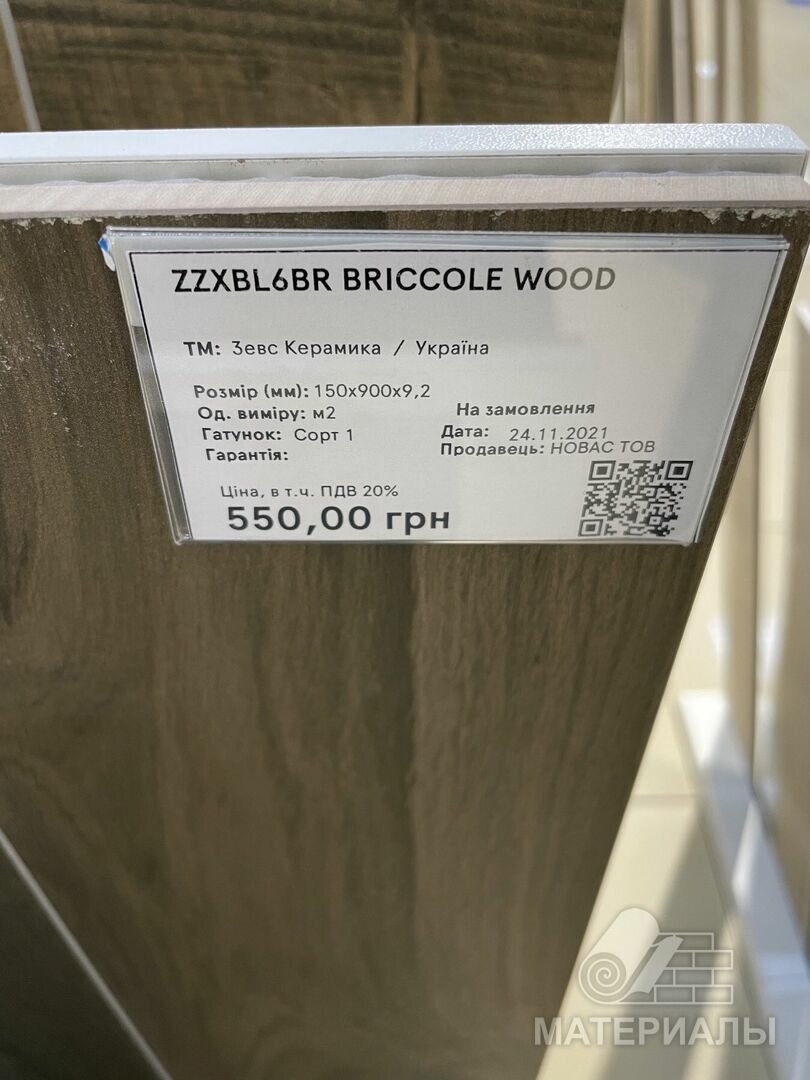 ZZXBL6BR BRICCOLE WOOD
ТМ: Зевс Керамика / Україна
Розмір (мм): 150х900х9,2
Од. виміру: м2
На замовлення
Гатунок: Сорт 1
Дата: 24.11.2021
Гарантія:
Продавець: НОВАС ТОВ
Ціна, в т.ч. ПДВ 20%
550,00 грн
МАТЕРИАЛЫ